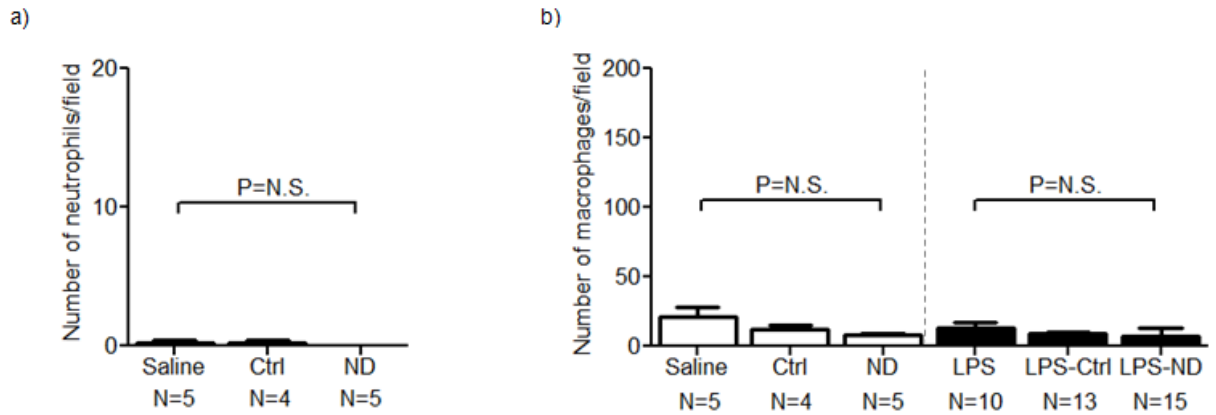 a)
Number of neutrophils/field
20
10
0
P=N.S.
Saline Ctrl ND
N=5 N=4 N=5
b)
Number of macrophages/field
200
150
100
50
0
P=N.S. P=N.S.
Saline Ctrl ND LPS LPS-Ctrl LPS-ND
N=5 N=4 N=5 N=10 N=13 N=15